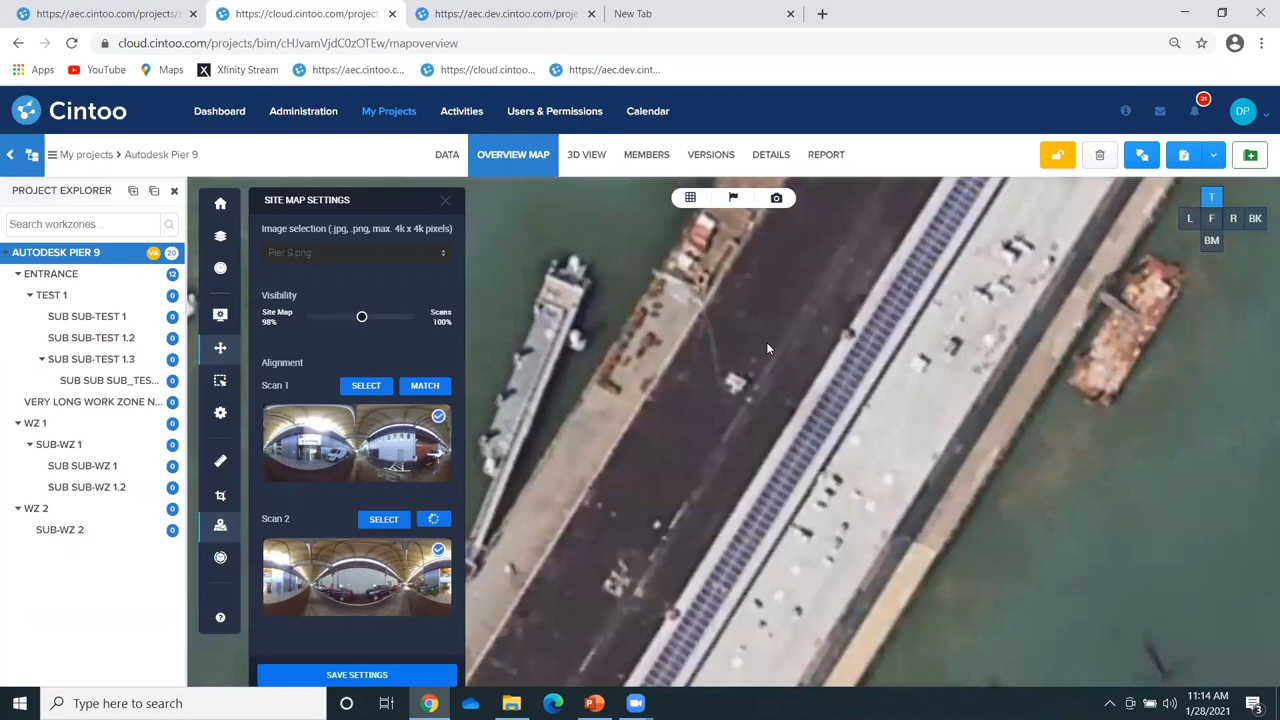 https://aec.cintoo.com/projects/
https://cloud.cintoo.com/project
https://aec.dev.cintoo.com/proje
New Tab
cloud.cintoo.com/projects/bim/cHJvamVjdC0zOTEw/mapoverview
Apps
YouTube
Maps
Xfinity Stream
https://aec.cintoo.c...
https://cloud.cintoo...
https://aec.dev.cint...
Cintoo
Dashboard
Administration
My Projects
Activities
Users & Permissions
Calendar
21
DP
My projects > Autodesk Pier 9
DATA
OVERVIEW MAP
3D VIEW
MEMBERS
VERSIONS
DETAILS
REPORT
PROJECT EXPLORER
Search workzones...
AUTODESK PIER 9 VA 20
ENTRANCE 12
TEST 1 0
SUB SUB-TEST 1 0
SUB SUB-TEST 1.2 0
SUB SUB-TEST 1.3 0
SUB SUB SUB_TES... 0
VERY LONG WORK ZONE N... 0
WZ 1 0
SUB-WZ 1 0
SUB SUB-WZ 1 0
SUB SUB-WZ 1.2 0
WZ 2 0
SUB-WZ 2 0
SITE MAP SETTINGS
Image selection (.jpg, .png, max. 4k x 4k pixels)
Pier 9.png
Visibility
Site Map
98%
Scans
100%
Alignment
Scan 1
SELECT
MATCH
Scan 2
SELECT
SAVE SETTINGS
T
L F R BK
BM
Type here to search
11:14 AM
1/28/2021
3